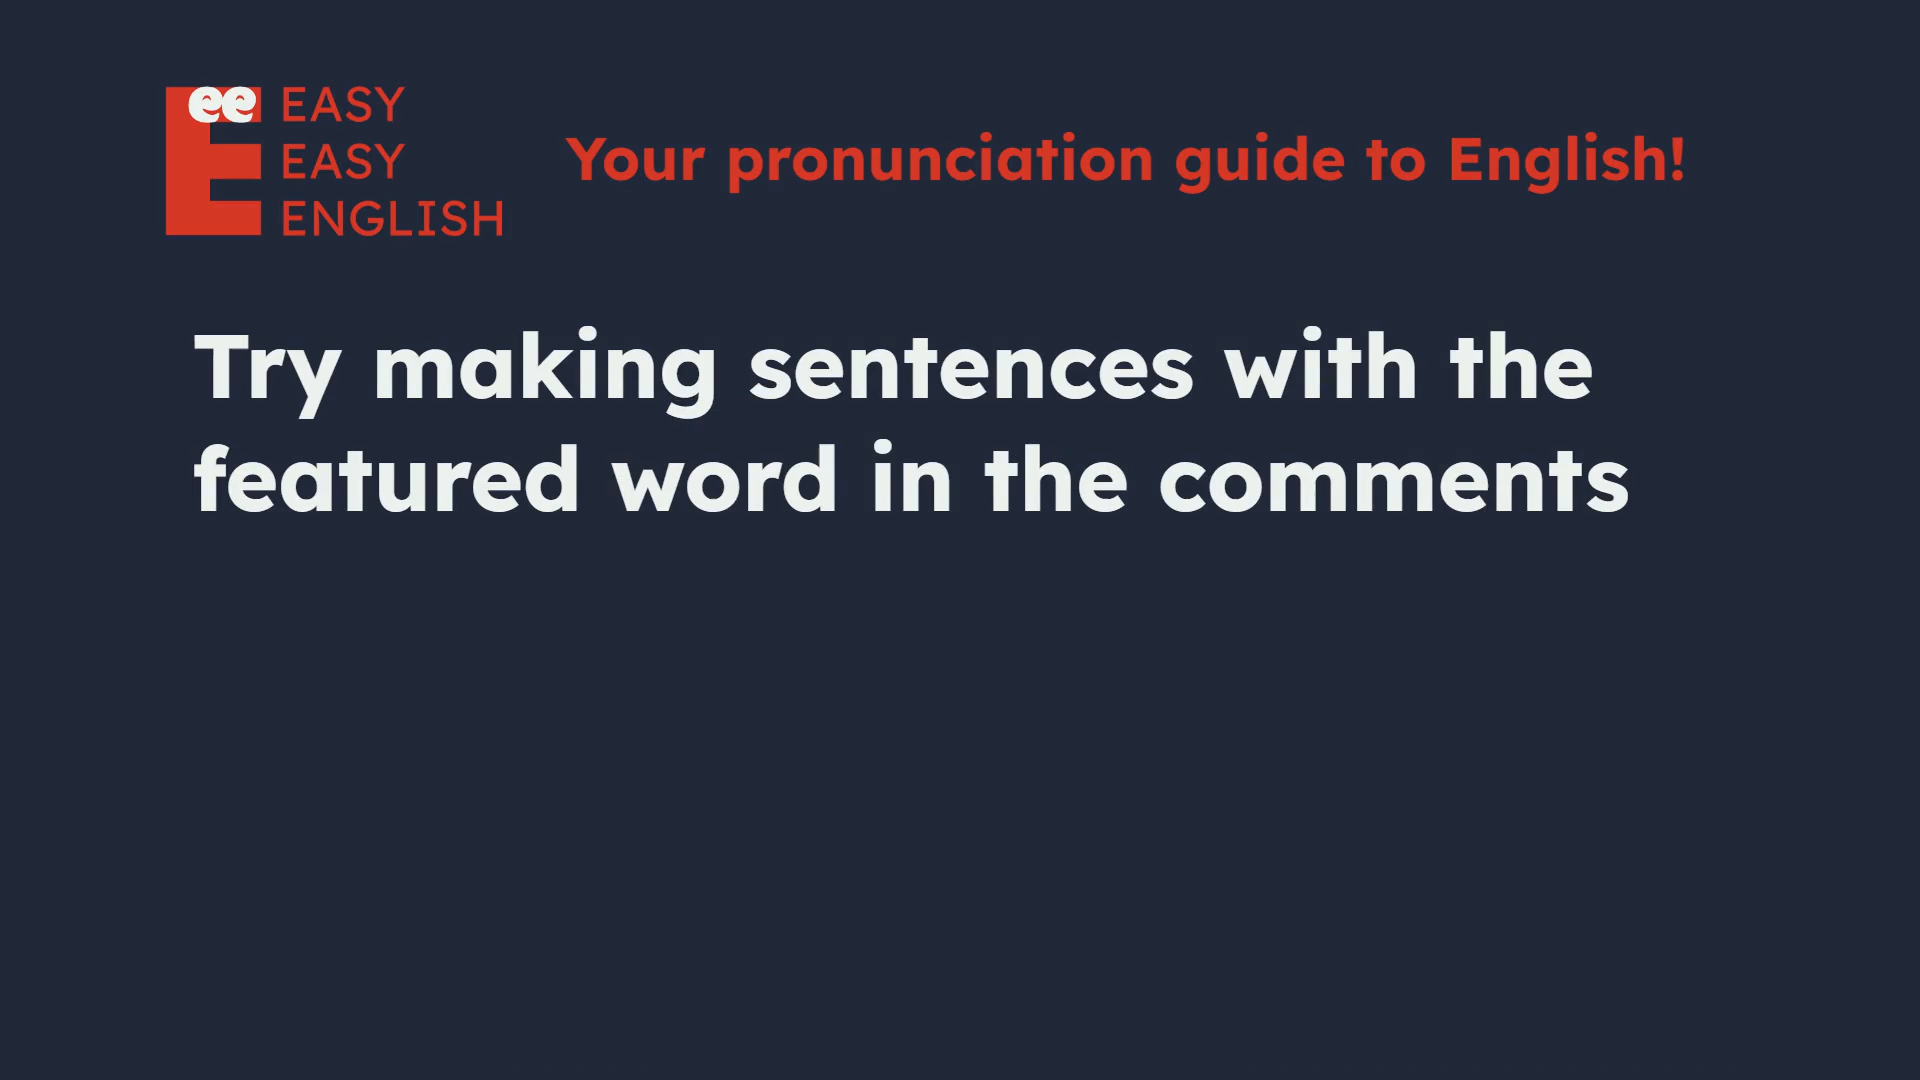 ee
EASY
EASY
ENGLISH
Your pronunciation guide to English!
Try making sentences with the
featured word in the comments